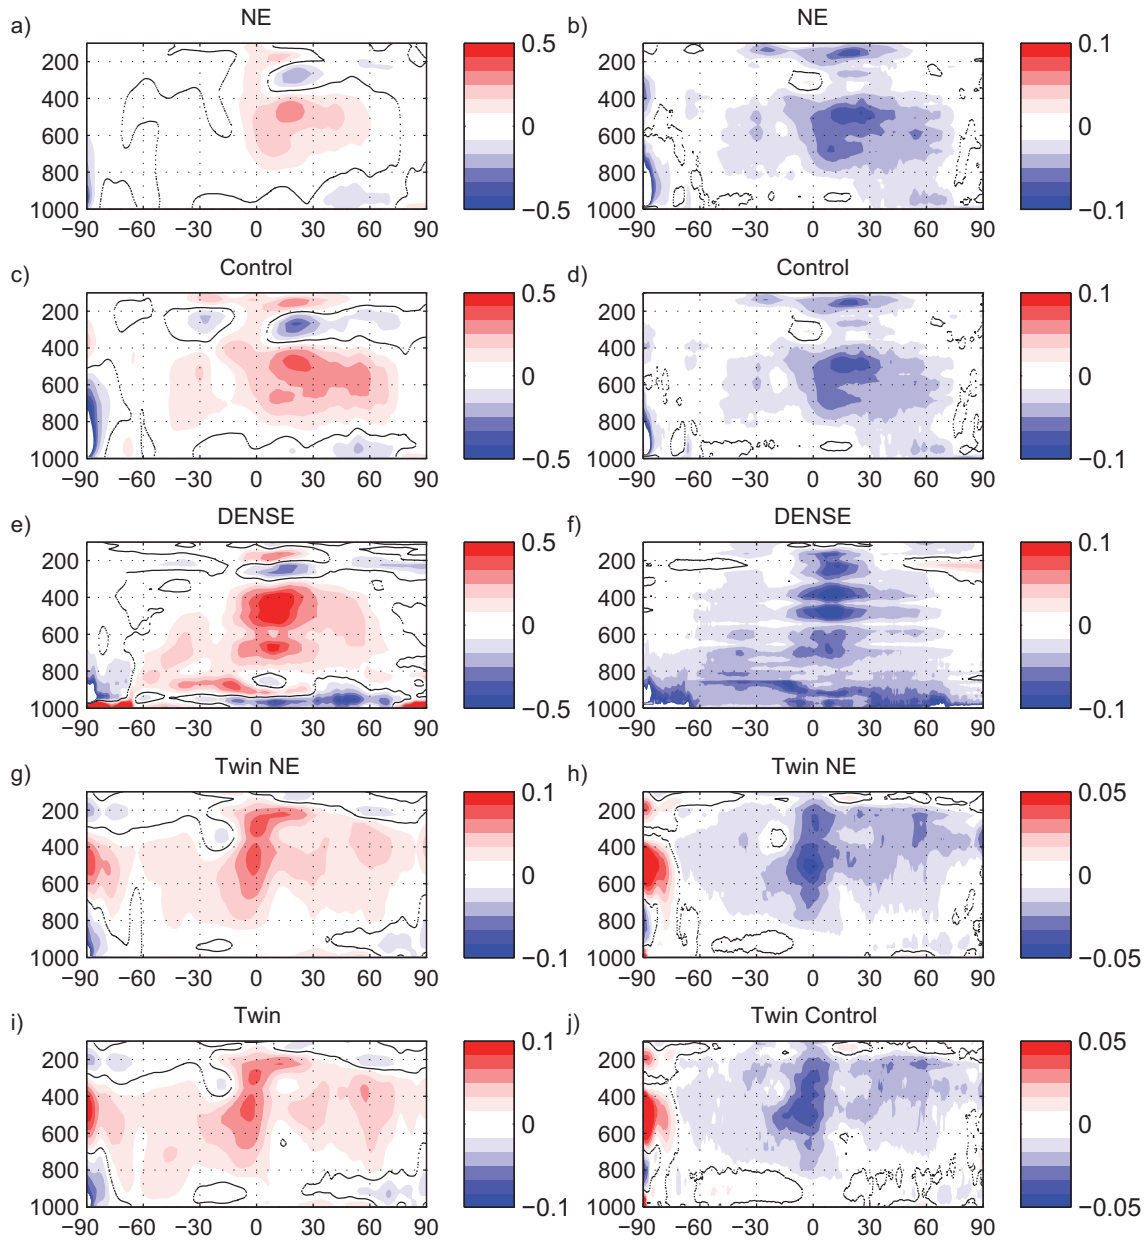 a) NE b) NE
200 0.5 200 0.1
400 400
600 0 600 0
800 800
1000 −0.5 1000 −0.1
−90 −60 −30 0 30 60 90 −90 −60 −30 0 30 60 90
c) Control d) Control
200 0.5 200 0.1
400 400
600 0 600 0
800 800
1000 −0.5 1000 −0.1
−90 −60 −30 0 30 60 90 −90 −60 −30 0 30 60 90
e) DENSE f) DENSE
200 0.5 200 0.1
400 400
600 0 600 0
800 800
1000 −0.5 1000 −0.1
−90 −60 −30 0 30 60 90 −90 −60 −30 0 30 60 90
g) Twin NE h) Twin NE
200 0.1 200 0.05
400 400
600 0 600 0
800 800
1000 −0.1 1000 −0.05
−90 −60 −30 0 30 60 90 −90 −60 −30 0 30 60 90
i) Twin j) Twin Control
200 0.1 200 0.05
400 400
600 0 600 0
800 800
1000 −0.1 1000 −0.05
−90 −60 −30 0 30 60 90 −90 −60 −30 0 30 60 90